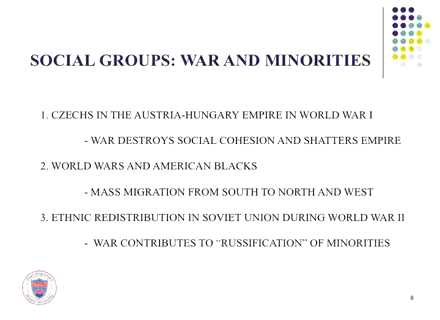 SOCIAL GROUPS: WAR AND MINORITIES
1. CZECHS IN THE AUSTRIA-HUNGARY EMPIRE IN WORLD WAR I
- WAR DESTROYS SOCIAL COHESION AND SHATTERS EMPIRE
2. WORLD WARS AND AMERICAN BLACKS
- MASS MIGRATION FROM SOUTH TO NORTH AND WEST
3. ETHNIC REDISTRIBUTION IN SOVIET UNION DURING WORLD WAR II
- WAR CONTRIBUTES TO “RUSSIFICATION” OF MINORITIES
8